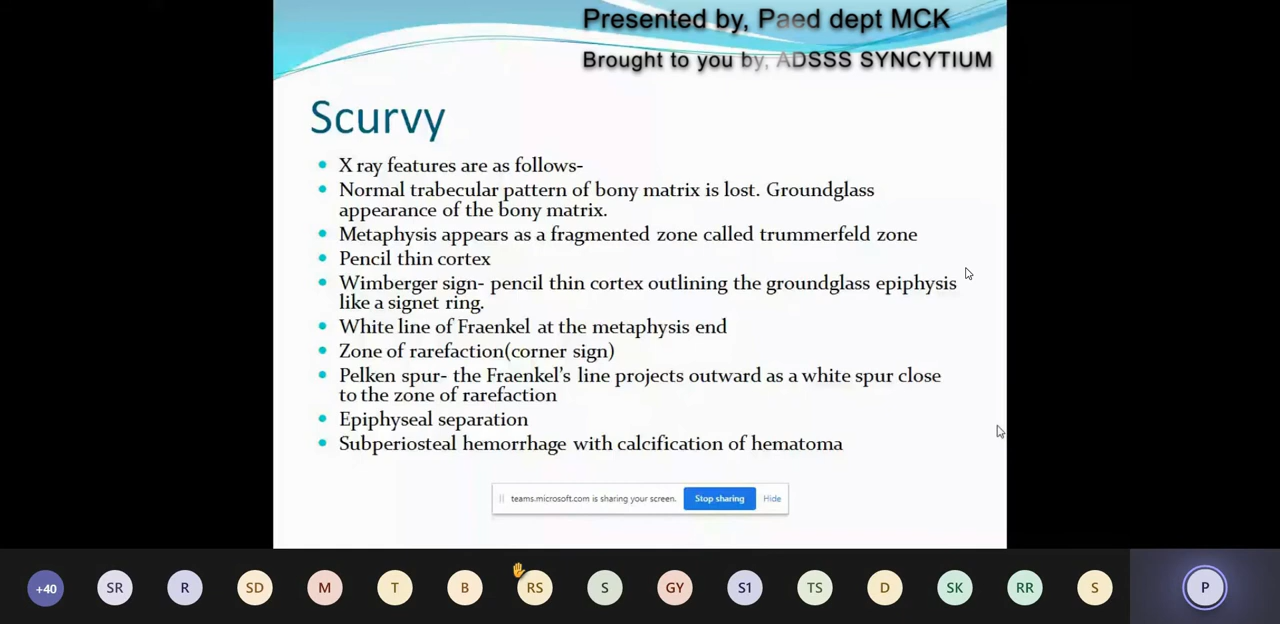 Presented by, Paed dept MCK
Brought to you by, ADSSS SYNCYTIUM
Scurvy
X ray features are as follows-
Normal trabecular pattern of bony matrix is lost. Groundglass
appearance of the bony matrix.
Metaphysis appears as a fragmented zone called trummerfeld zone
Pencil thin cortex
Wimberger sign- pencil thin cortex outlining the groundglass epiphysis
like a signet ring.
White line of Fraenkel at the metaphysis end
Zone of rarefaction(corner sign)
Pelken spur- the Fraenkel's line projects outward as a white spur close
to the zone of rarefaction
Epiphyseal separation
Subperiosteal hemorrhage with calcification of hematoma
teams.microsoft.com is sharing your screen. Stop sharing Hide
+40 SR R SD M T B RS S GY S1 TS D SK RR S P